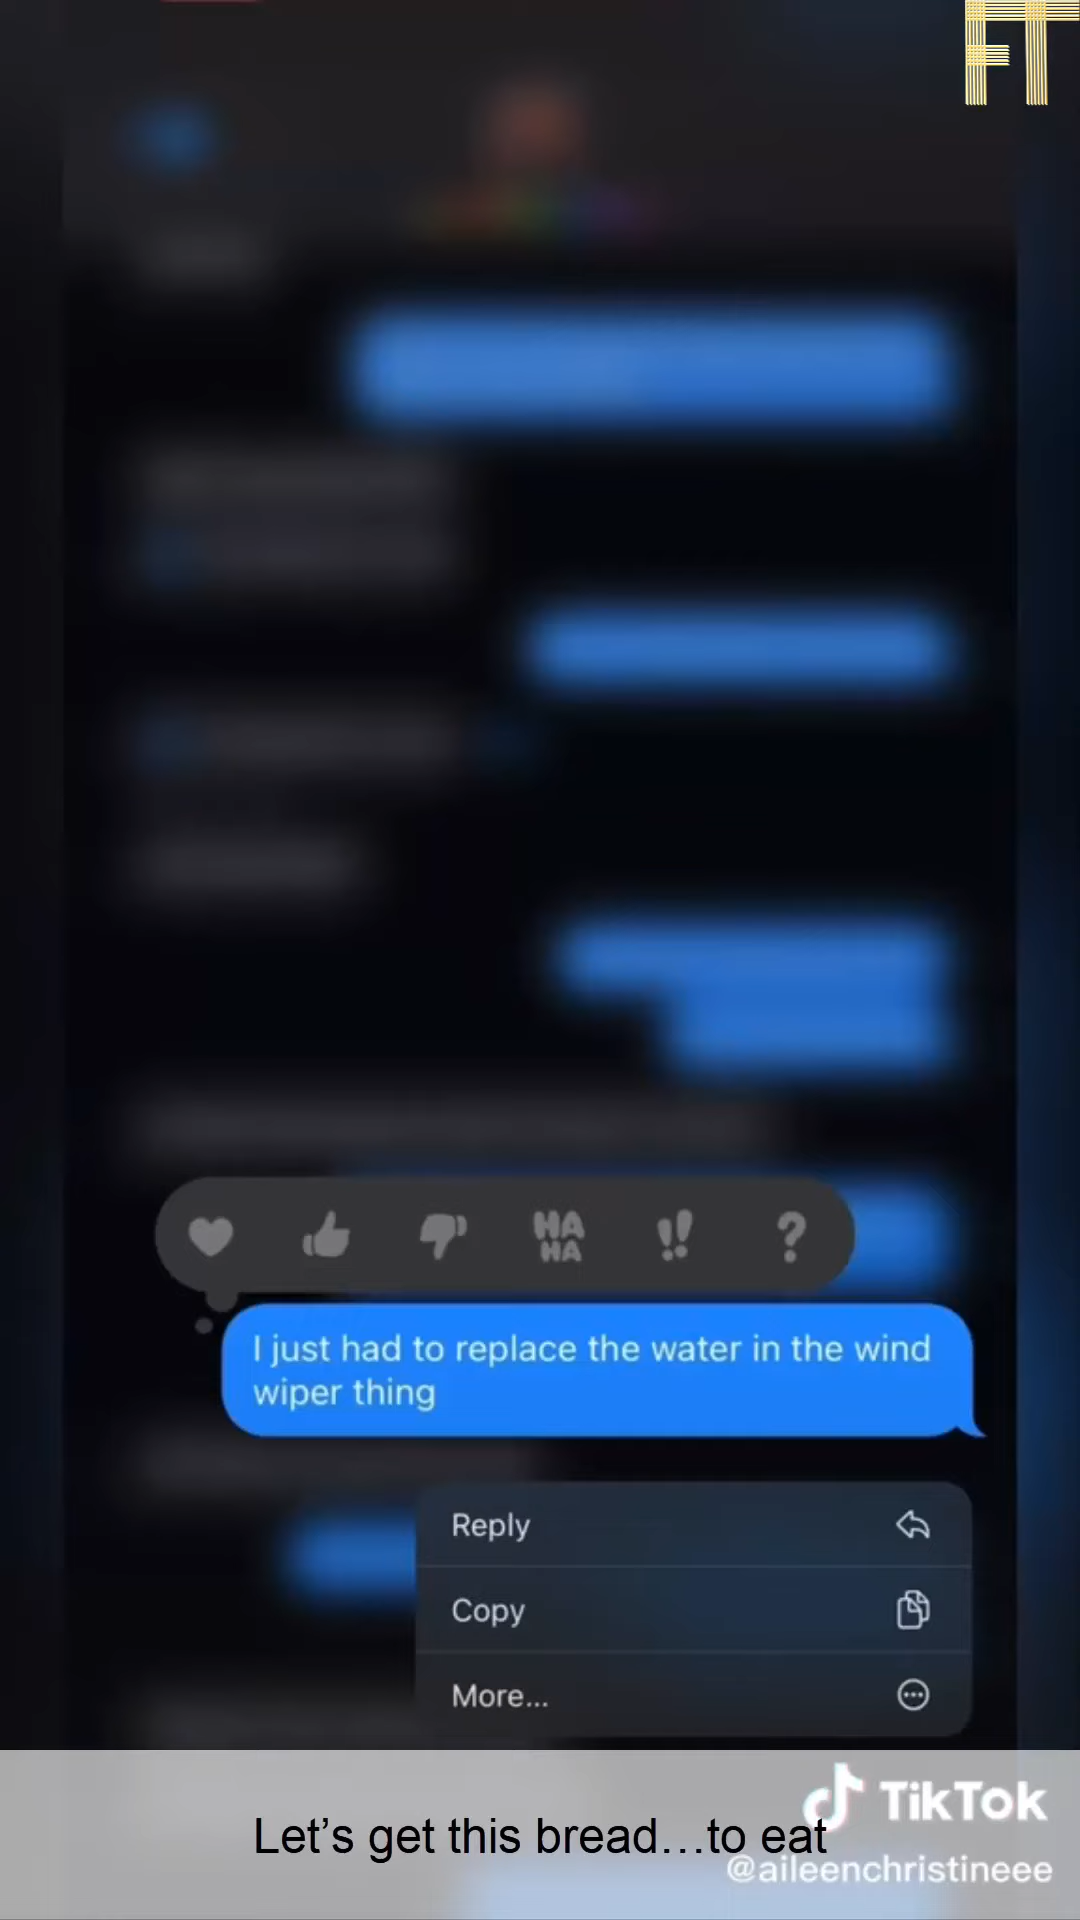 FT
HA
HA
!!
?
I just had to replace the water in the wind
wiper thing
Reply
Copy
More...
TikTok
Let’s get this bread…to eat
@aileenchristineee